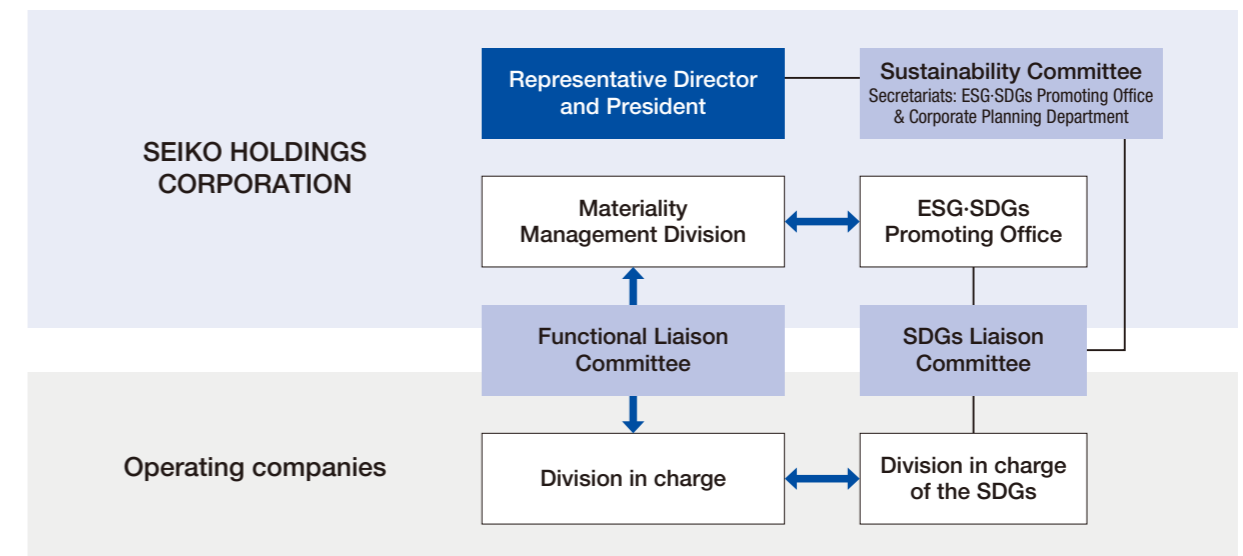 SEIKO HOLDINGS
CORPORATION
Representative Director
and President
Sustainability Committee
Secretariats: ESG·SDGs Promoting Office
& Corporate Planning Department
Materiality
Management Division
ESG·SDGs
Promoting Office
Functional Liaison
Committee
SDGs Liaison
Committee
Operating companies
Division in charge
Division in charge
of the SDGs